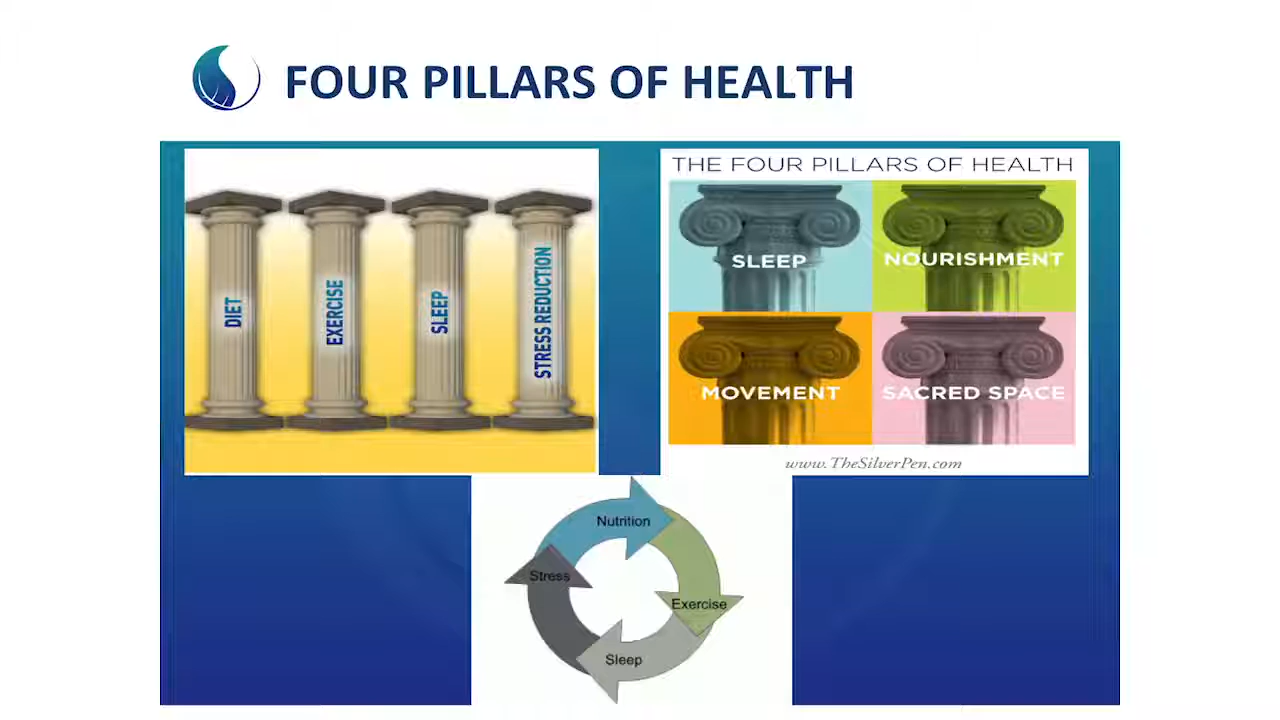 FOUR PILLARS OF HEALTH
DIET
EXERCISE
SLEEP
STRESS REDUCTION
THE FOUR PILLARS OF HEALTH
SLEEP
NOURISHMENT
MOVEMENT
SACRED SPACE
www.TheSilverPen.com
Nutrition
Stress
Exercise
Sleep